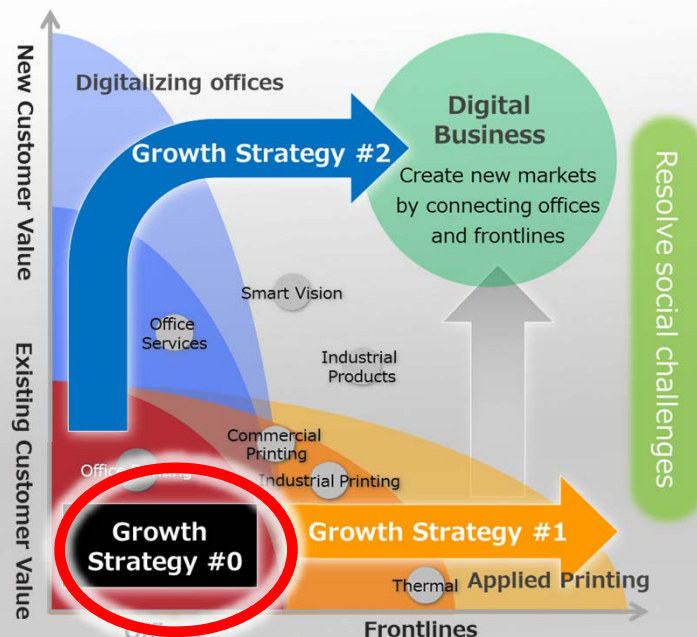 New Customer Value
Existing Customer Value
Digitalizing offices
Growth Strategy #2
Digital
Business
Create new markets
by connecting offices
and frontlines
Resolve social challenges
Smart Vision
Office
Services
Industrial
Products
Commercial
Printing
Office
Industrial Printing
Growth
Strategy #0
Growth Strategy #1
Thermal
Applied Printing
Frontlines